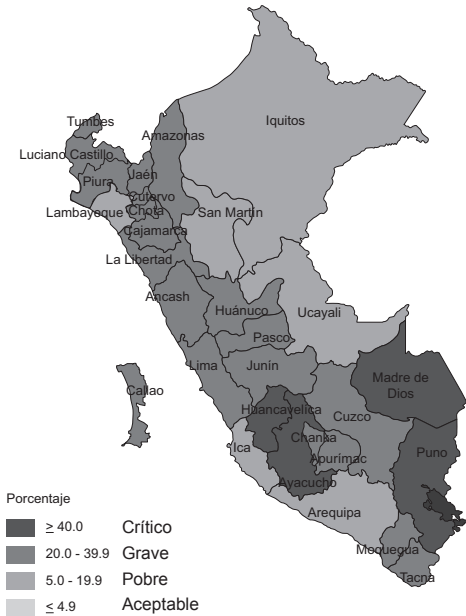 Iquitos
Tumbes
Amazonas
Luciano Castillo
Jaén
Piura
Cutervo
Lambayeque
Chota
San Martín
Cajamarca
La Libertad
Ancash
Huánuco
Ucayali
Pasco
Lima
Junín
Callao
Madre de
Dios
Huancavelica
Cuzco
Chanka
Puno
Ica
Apurímac
Ayacucho
Arequipa
Moquegua
Tacna
Porcentaje
≥ 40.0 Crítico
20.0 - 39.9 Grave
5.0 - 19.9 Pobre
≤ 4.9 Aceptable